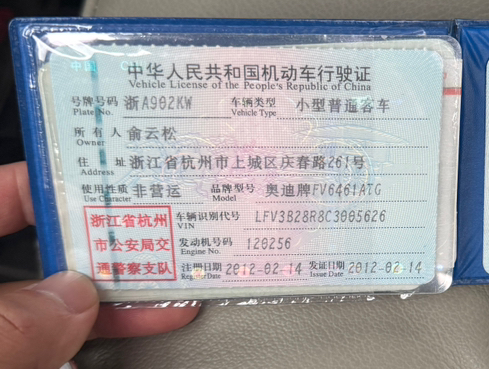 中华人民共和国机动车行驶证
Vehicle License of the People's Republic of China
号牌号码 浙A902KW 车辆类型 小型普通客车
Plate No. Vehicle Type
所有人 俞云松
Owner
住址 浙江省杭州市上城区庆春路261号
Address
使用性质 非营运 品牌型号 奥迪牌FV6461ATG
Use Character Model
浙江省杭州 车辆识别代号 LFV3B28R8C3005626
VIN
市公安局交 发动机号码 120256
Engine No.
通警察支队 注册日期 2012-02-14 发证日期 2012-02-14
Register Date Issue Date